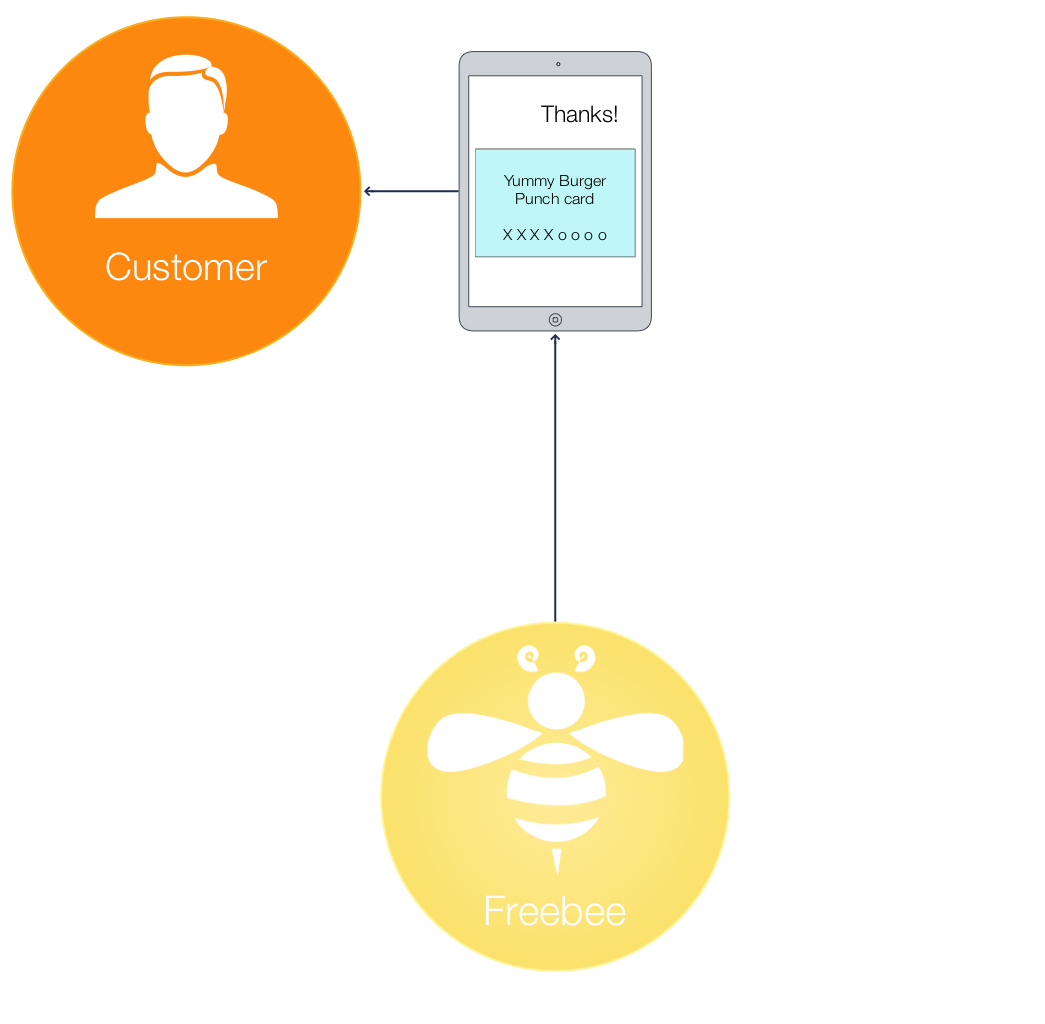 Thanks!
Yummy Burger
Punch card
X X X X o o o o
Customer
Freebee